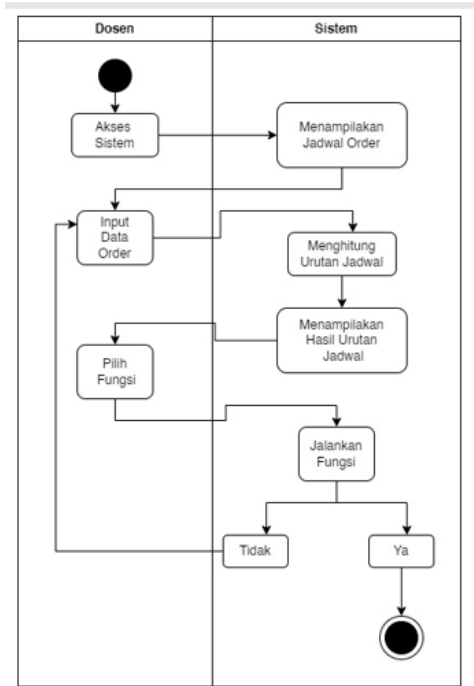 Dosen
Sistem
Akses
Sistem
Menampilakan
Jadwal Order
Input
Data
Order
Menghitung
Urutan Jadwal
Menampilakan
Hasil Urutan
Jadwal
Pilih
Fungsi
Jalankan
Fungsi
Tidak
Ya